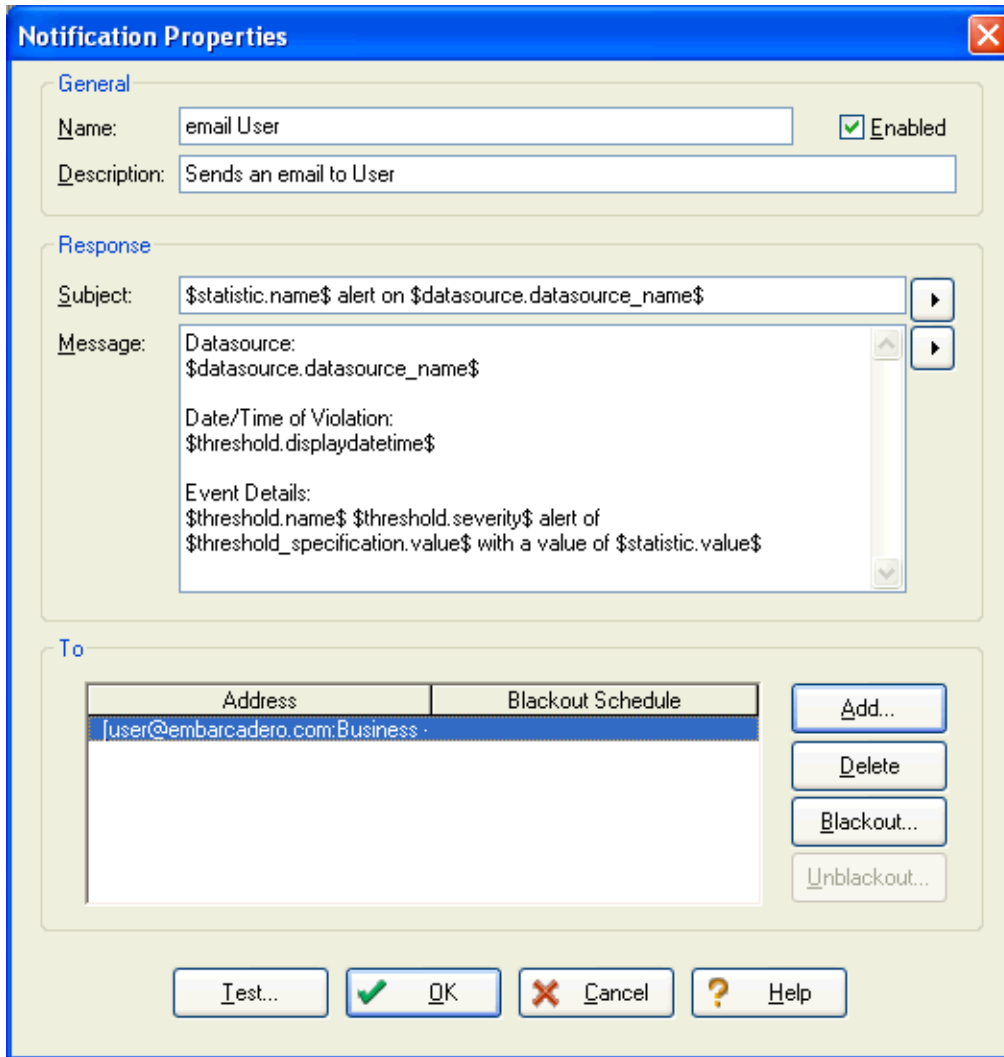 Notification Properties
General
Name: email User Enabled
Description: Sends an email to User
Response
Subject: $statistic.name$ alert on $datasource.datasource_name$
Message: Datasource:
$datasource.datasource_name$
Date/Time of Violation:
$threshold.displaydatetime$
Event Details:
$threshold.name$ $threshold.severity$ alert of
$threshold_specification.value$ with a value of $statistic.value$
To
Address Blackout Schedule
[user@embarcadero.com:Business -
Add...
Delete
Blackout...
Unblackout...
Test... OK Cancel ? Help